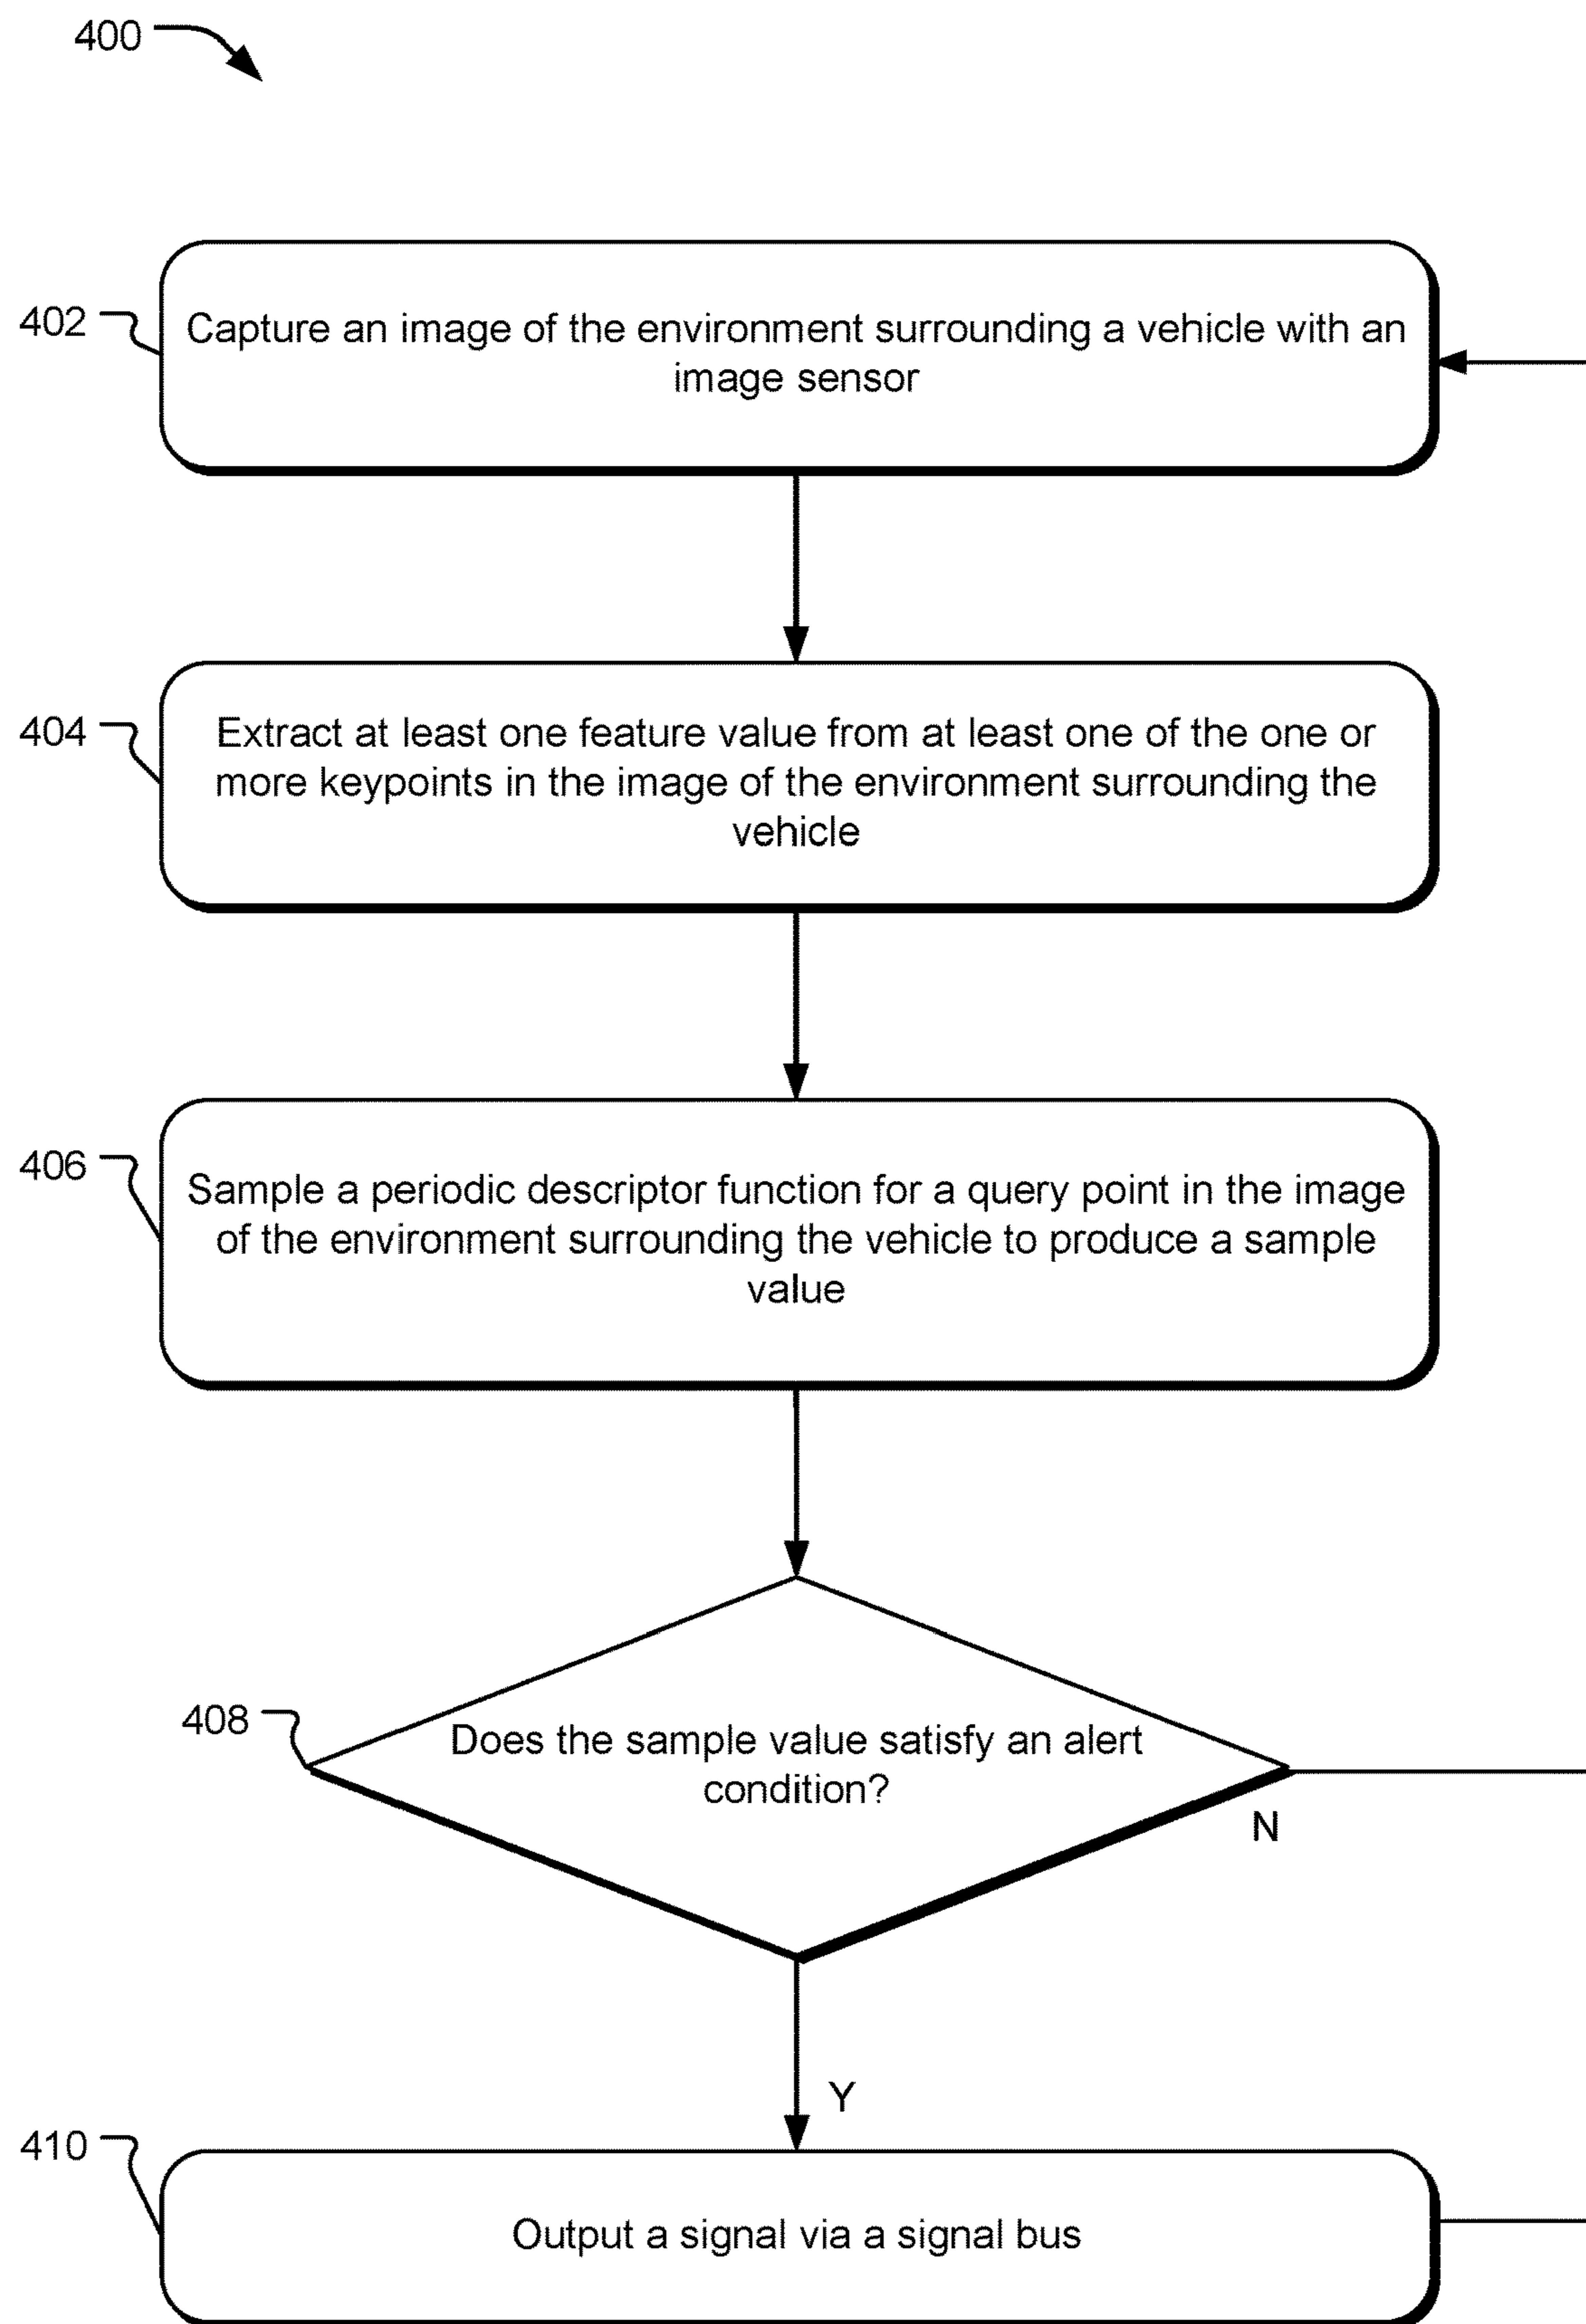 400
402
Capture an image of the environment surrounding a vehicle with an
image sensor
404
Extract at least one feature value from at least one of the one or
more keypoints in the image of the environment surrounding the
vehicle
406
Sample a periodic descriptor function for a query point in the image
of the environment surrounding the vehicle to produce a sample
value
408
Does the sample value satisfy an alert
condition?
N
Y
410
Output a signal via a signal bus